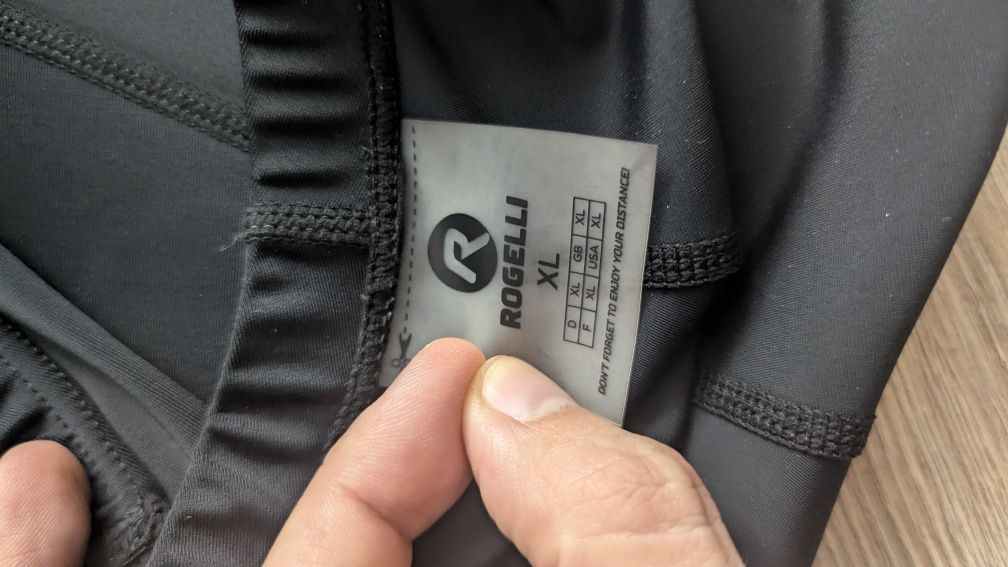 R
ROGELLI
XL
D XL GB XL
F XL USA XL
DON'T FORGET TO ENJOY YOUR DISTANCE!